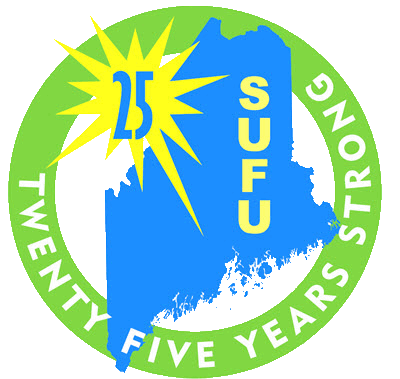 25
SUFU
TWENTY FIVE YEARS STRONG